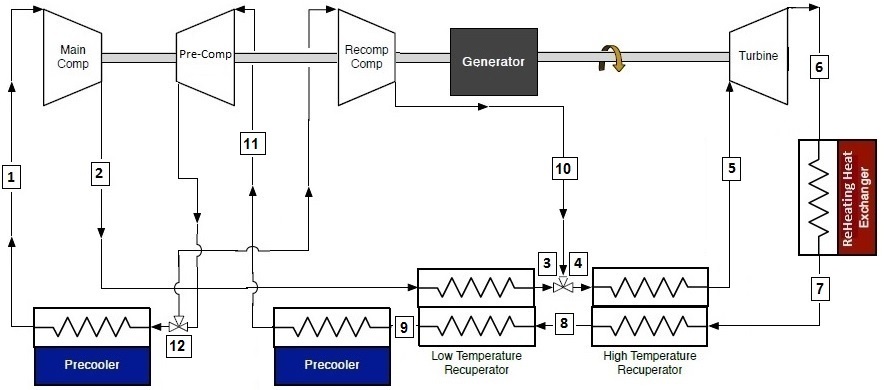 Main
Comp
Pre-Comp
Recomp
Comp
Generator
Turbine
6
11
1
2
10
5
ReHeating Heat
Exchanger
3
4
7
9
8
12
Precooler
Precooler
Low Temperature
Recuperator
High Temperature
Recuperator